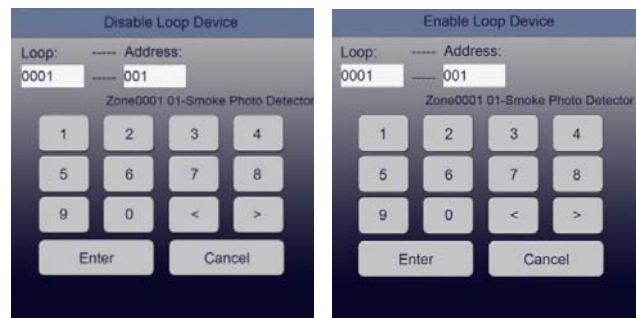 Disable Loop Device
Loop: ----- Address:
0001 ----- 001
Zone0001 01-Smoke Photo Detector
1 2 3 4
5 6 7 8
9 0 < >
Enter Cancel
Enable Loop Device
Loop: ----- Address:
0001 ----- 001
Zone0001 01-Smoke Photo Detector
1 2 3 4
5 6 7 8
9 0 < >
Enter Cancel